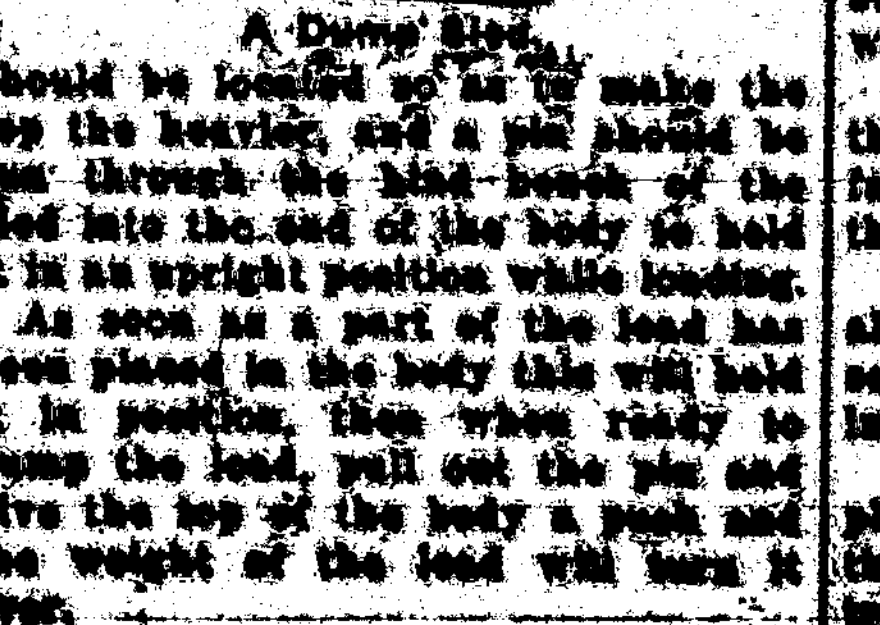 A Dump Sled.
hould be located so as to make the
op the heavier, and a pin should be
through the hind bench of the
led into the end of the body to hold
t in an upright position while loading.
As soon as a part of the load has
een placed in the body this will hold
t in position, then when ready to
ump the load, pull out the pin and
ive the top of the body a push and
he weight of the load will turn it
ver.